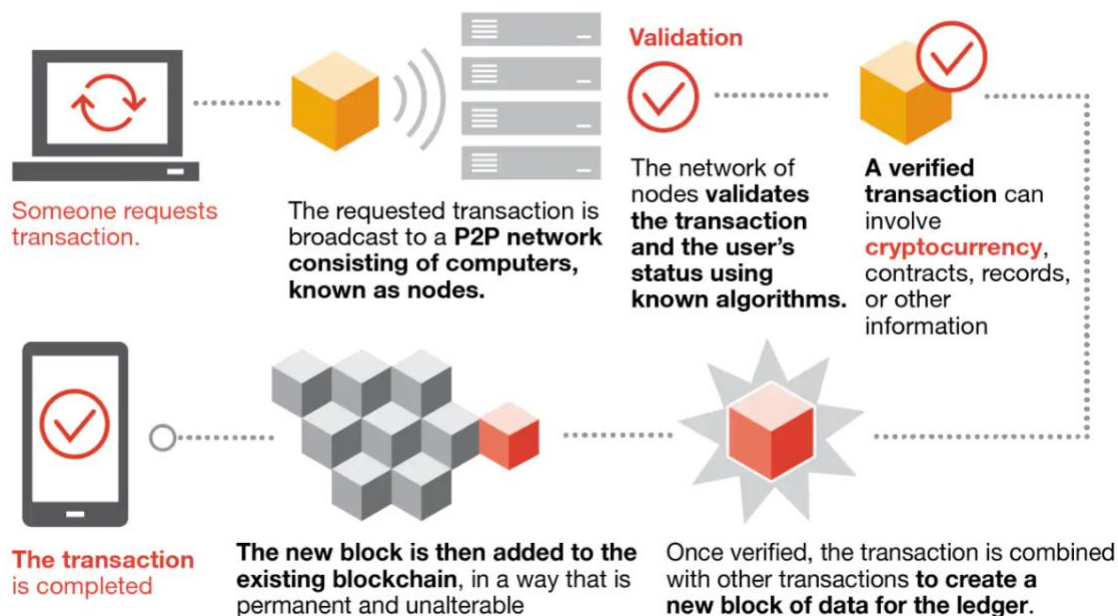 Someone requests
transaction.
The requested transaction is
broadcast to a P2P network
consisting of computers,
known as nodes.
Validation
The network of
nodes validates
the transaction
and the user's
status using
known algorithms.
A verified
transaction can
involve
cryptocurrency,
contracts, records,
or other
information
Once verified, the transaction is combined
with other transactions to create a
new block of data for the ledger.
The new block is then added to the
existing blockchain, in a way that is
permanent and unalterable
The transaction
is completed